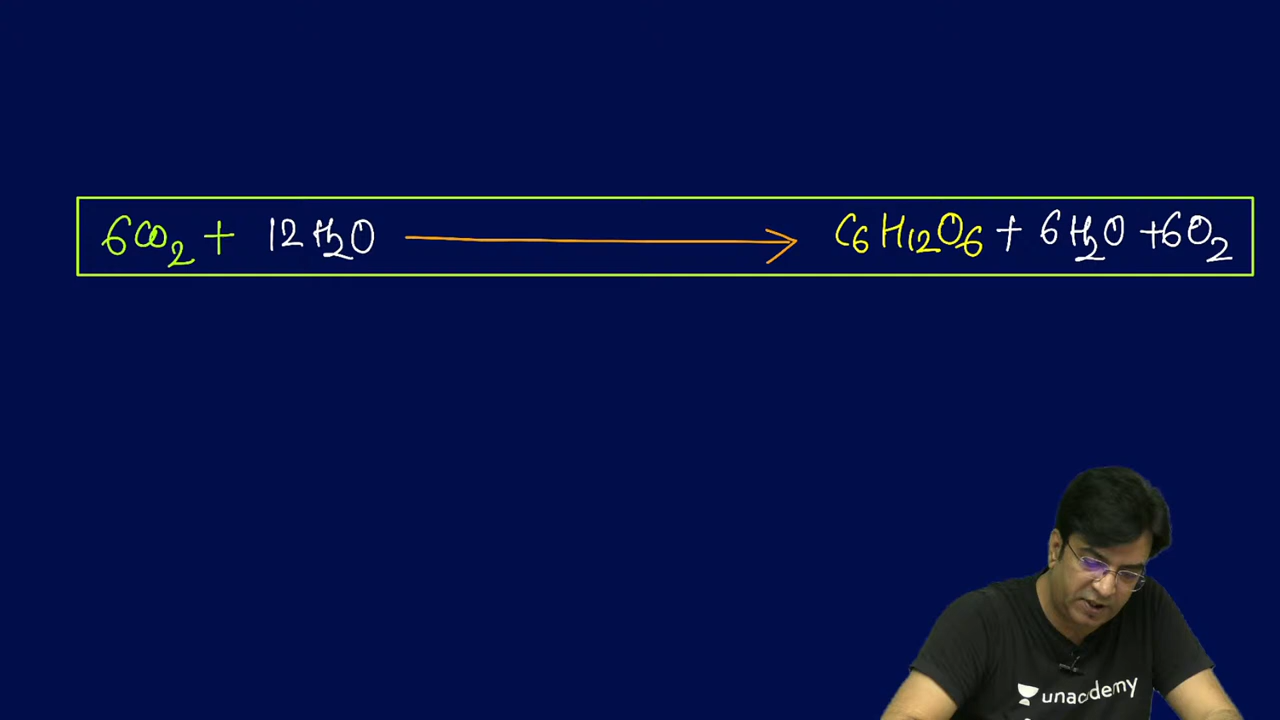 6CO₂ + 12H₂O → C₆H₁₂O₆ + 6H₂O + 6O₂
unacademy